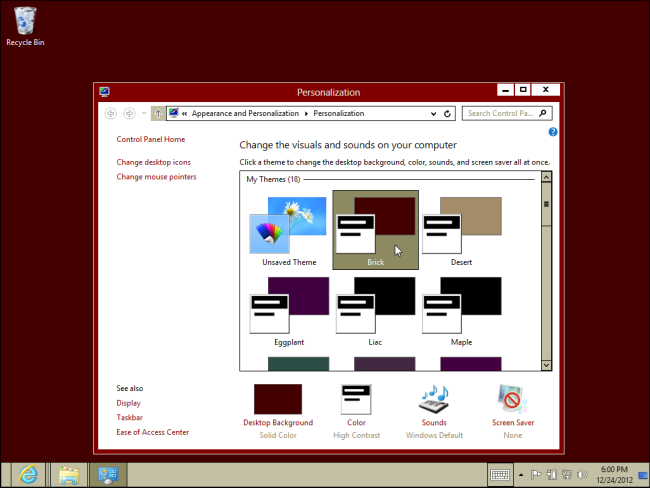 Recycle Bin
Personalization
« Appearance and Personalization Personalization
Search Control Pa...
Control Panel Home
Change desktop icons
Change mouse pointers
Change the visuals and sounds on your computer
Click a theme to change the desktop background, color, sounds, and screen saver all at once.
My Themes (18)
Unsaved Theme Brick Desert
Eggplant Liac Maple
See also
Display
Taskbar
Ease of Access Center
Desktop Background Color Sounds Screen Saver
Solid Color High Contrast Windows Default None
6:00 PM
12/24/2012